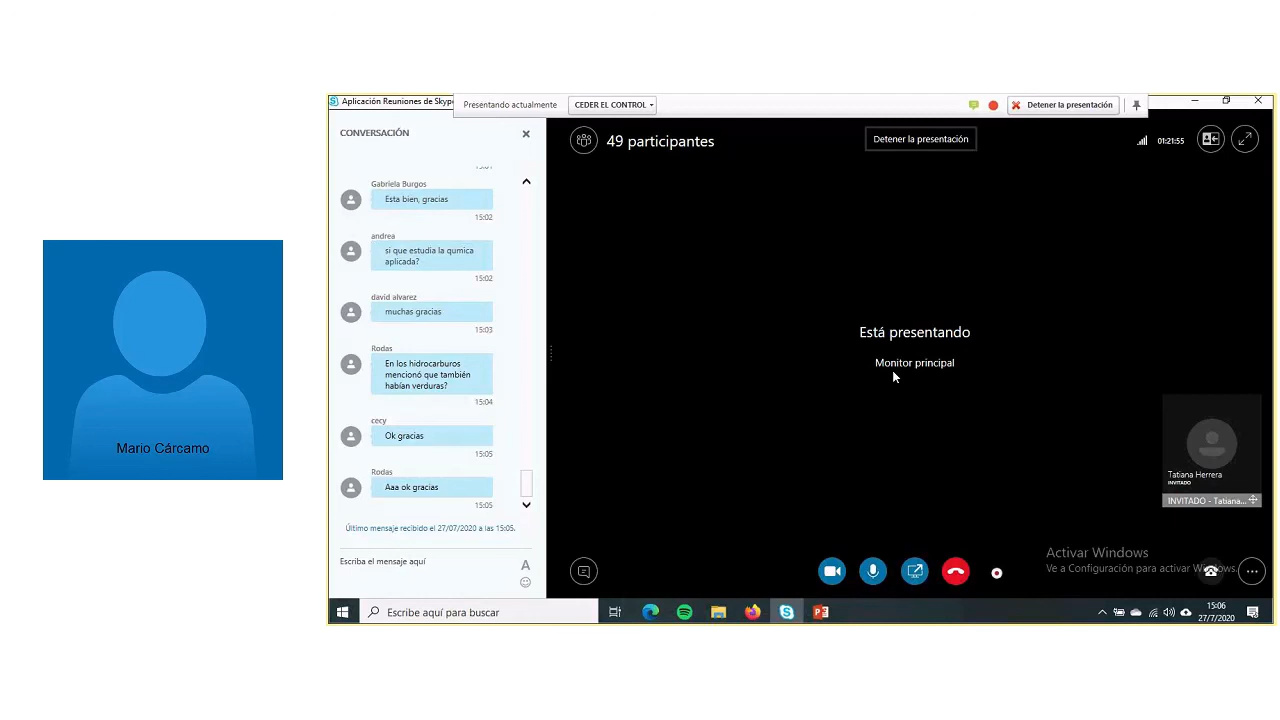 Mario Cárcamo
Aplicación Reuniones de Skype
Presentando actualmente
CEDER EL CONTROL
Detener la presentación
CONVERSACIÓN
49 participantes
Detener la presentación
01:21:55
Gabriela Burgos
Esta bien, gracias
15:02
andrea
si que estudia la qumica
aplicada?
15:02
david alvarez
muchas gracias
15:03
Rodas
En los hidrocarburos
mencionó que también
habían verduras?
15:04
cecy
Ok gracias
15:05
Rodas
Aaa ok gracias
15:05
Último mensaje recibido el 27/07/2020 a las 15:05.
Escriba el mensaje aquí
A
Está presentando
Monitor principal
Tatiana Herrera
INVITADO
INVITADO - Tatiana...
Activar Windows
Ve a Configuración para activar Windows.
Escribe aquí para buscar
15:06
27/7/2020